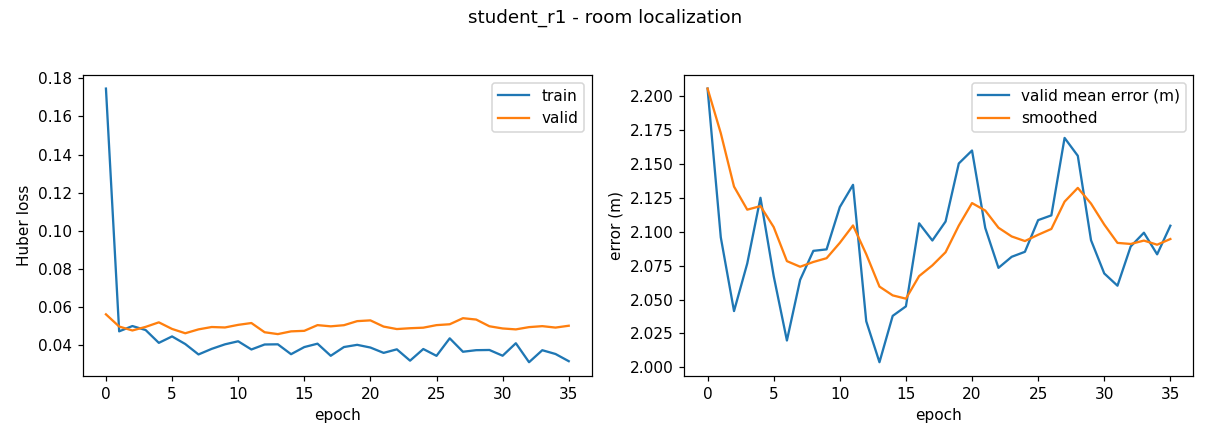 student_r1 - room localization
Huber loss
0.18
0.16
0.14
0.12
0.10
0.08
0.06
0.04
train
valid
0 5 10 15 20 25 30 35
epoch
error (m)
2.200
2.175
2.150
2.125
2.100
2.075
2.050
2.025
2.000
valid mean error (m)
smoothed
0 5 10 15 20 25 30 35
epoch